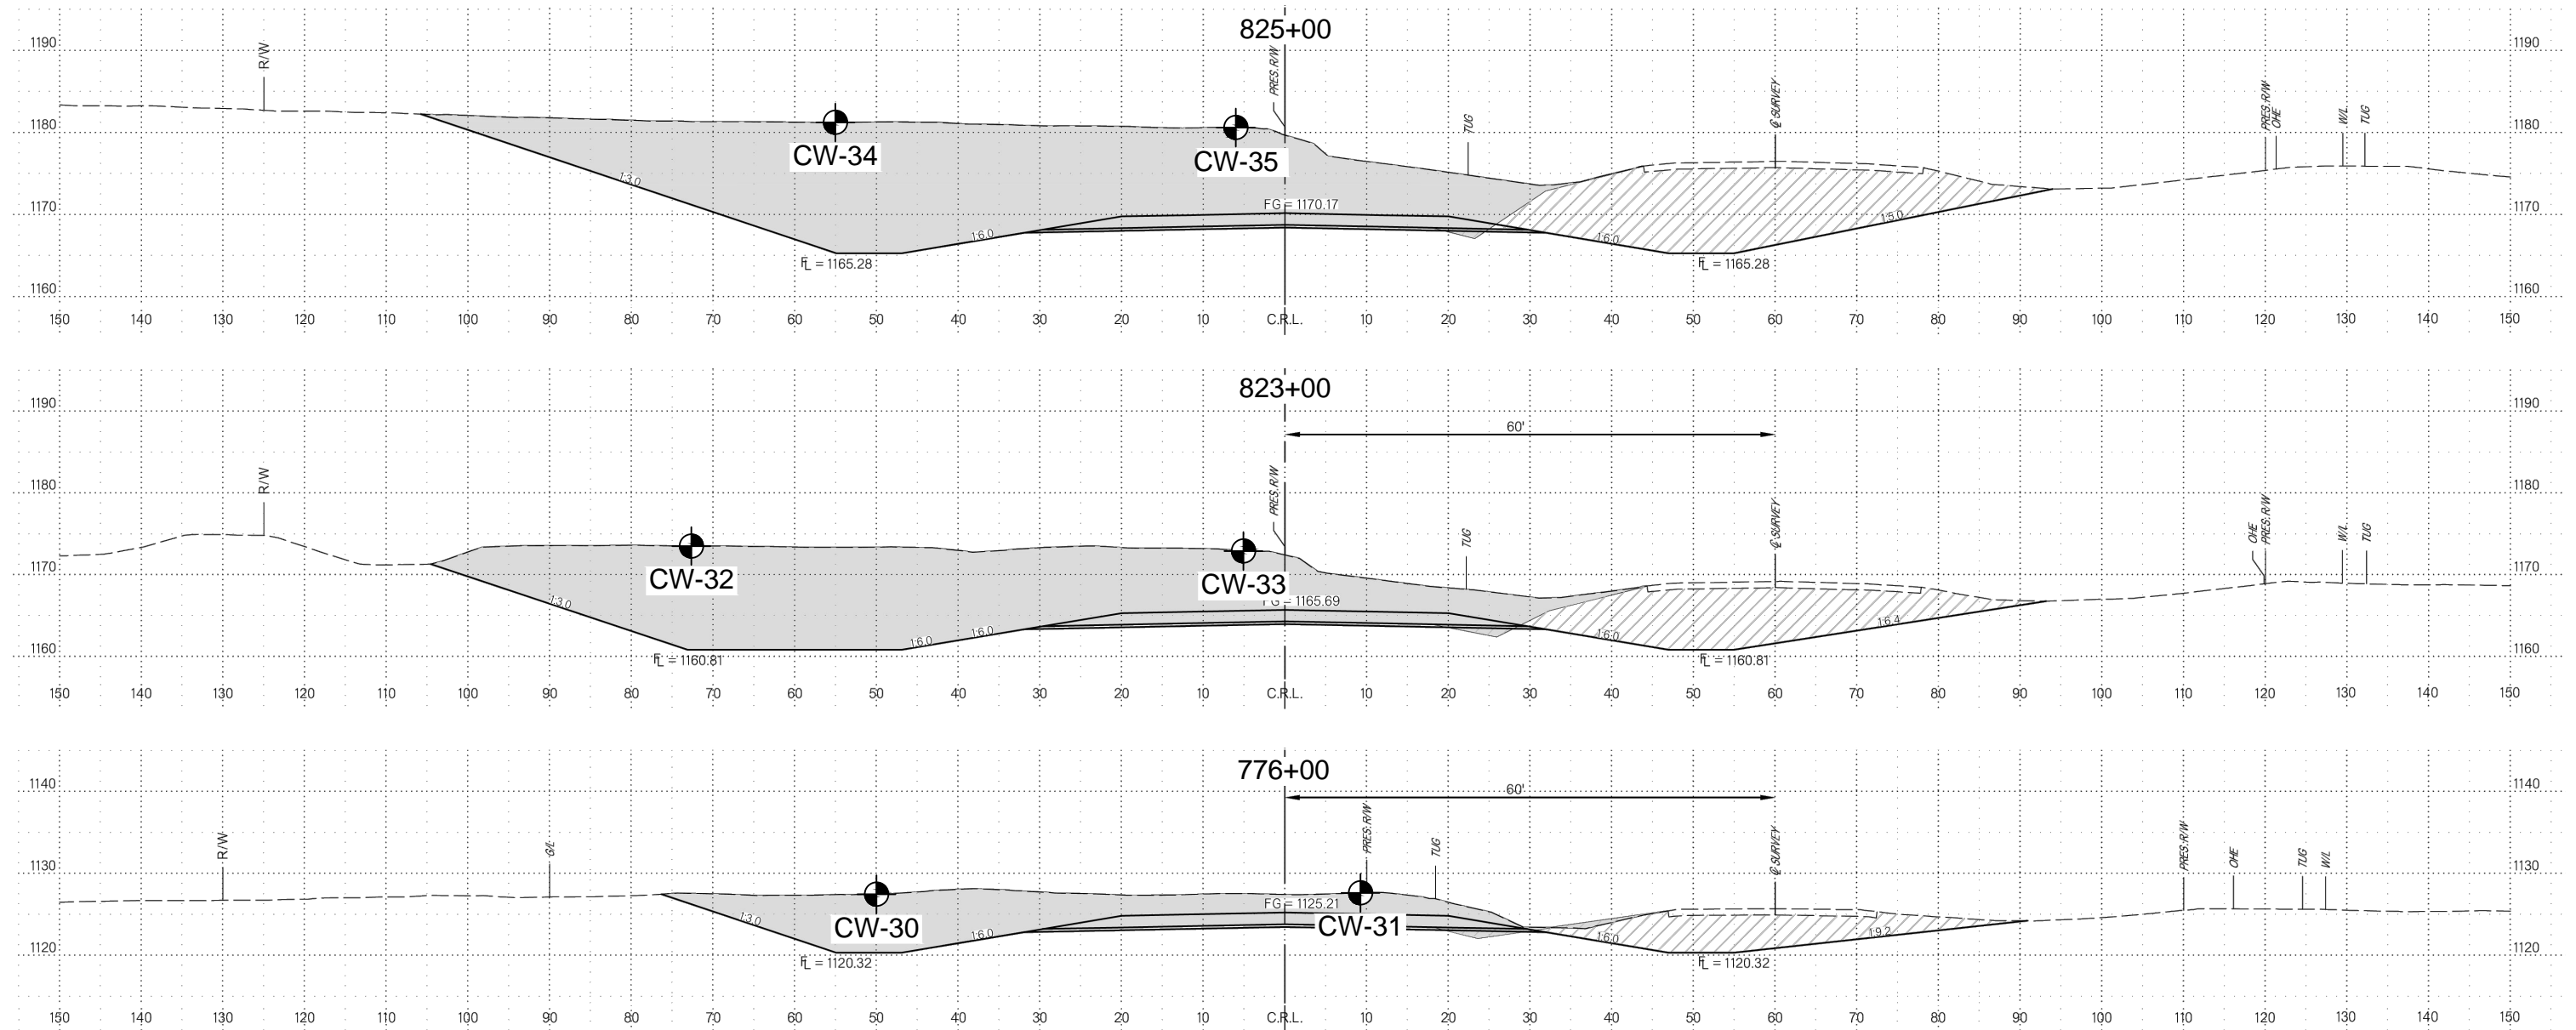 825+00
1190 1190
R/W PRES. R/W
TUG ℄ SURVEY PRES. R/W OHE W/L TUG
1180 1180
CW-34 CW-35
1:3.0
FG = 1170.17
1170 1170
1:6.0 1:6.0 1:5.0
FL = 1165.28 FL = 1165.28
1160 1160
150 140 130 120 110 100 90 80 70 60 50 40 30 20 10 C.R.L. 10 20 30 40 50 60 70 80 90 100 110 120 130 140 150
823+00
1190 1190
60'
R/W PRES. R/W
1180 1180
TUG ℄ SURVEY OHE PRES. R/W W/L TUG
CW-32 CW-33
1170 1170
1:3.0 FG = 1165.69
1:6.0 1:6.0 1:6.0 1:6.4
1160 1160
FL = 1160.81 FL = 1160.81
150 140 130 120 110 100 90 80 70 60 50 40 30 20 10 C.R.L. 10 20 30 40 50 60 70 80 90 100 110 120 130 140 150
776+00
1140 1140
60'
R/W G/L PRES. R/W TUG ℄ SURVEY PRES. R/W OHE TUG W/L
1130 1130
FG = 1125.21
CW-30 CW-31
1:3.0 1:6.0 1:6.0 1:9.2
1120 1120
FL = 1120.32 FL = 1120.32
150 140 130 120 110 100 90 80 70 60 50 40 30 20 10 C.R.L. 10 20 30 40 50 60 70 80 90 100 110 120 130 140 150